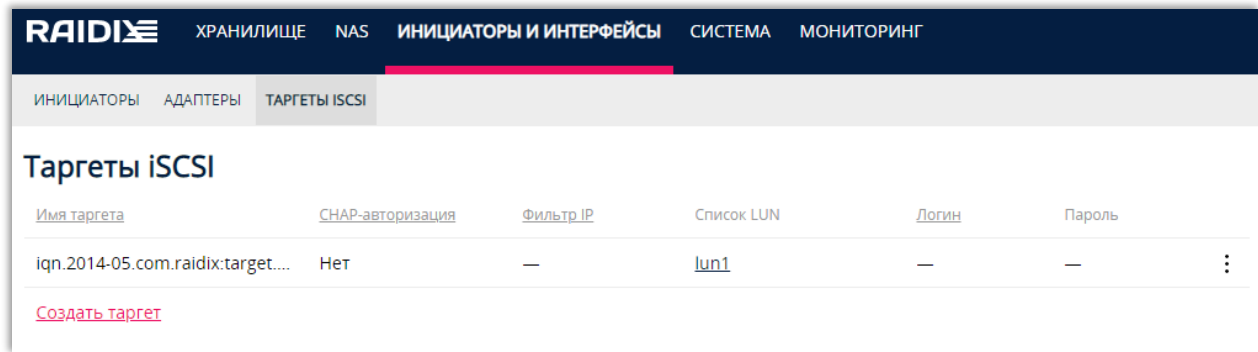 RAIDIX ХРАНИЛИЩЕ NAS ИНИЦИАТОРЫ И ИНТЕРФЕЙСЫ СИСТЕМА МОНИТОРИНГ
ИНИЦИАТОРЫ АДАПТЕРЫ ТАРГЕТЫ ISCSI
Таргеты iSCSI
Имя таргета CHAP-авторизация Фильтр IP Список LUN Логин Пароль
iqn.2014-05.com.raidix:target.... Нет — lun1 — —
Создать таргет